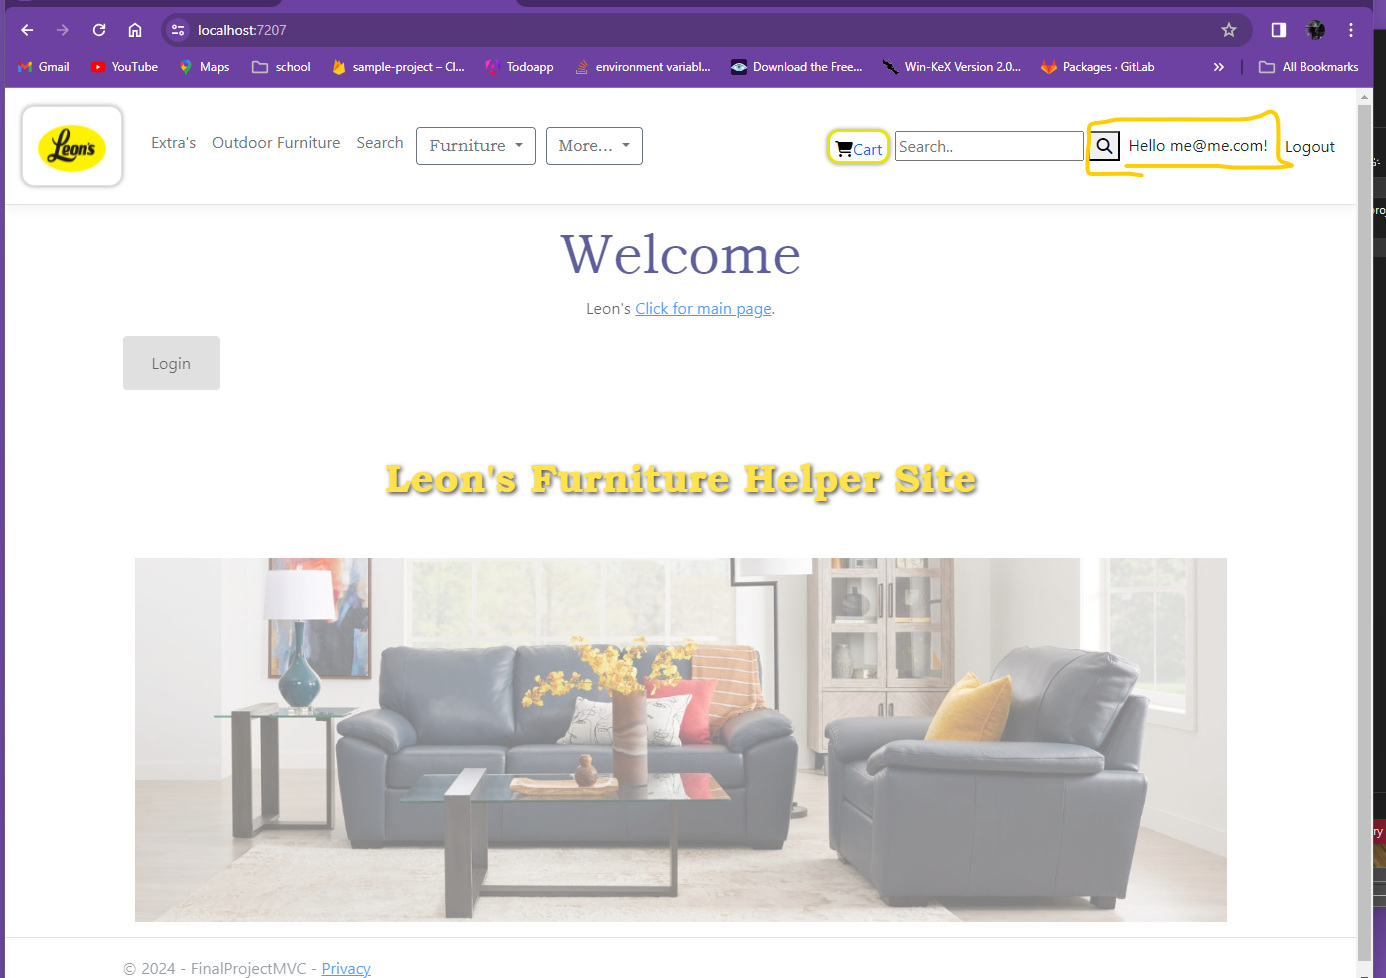 localhost:7207
Gmail YouTube Maps school sample-project – Cl... Todoapp environment variabl... Download the Free... Win-KeX Version 2.0... Packages · GitLab » All Bookmarks
Leon's Extra's Outdoor Furniture Search Furniture More... Cart Search.. Hello me@me.com! Logout
Welcome
Leon's Click for main page.
Login
Leon's Furniture Helper Site
© 2024 - FinalProjectMVC - Privacy